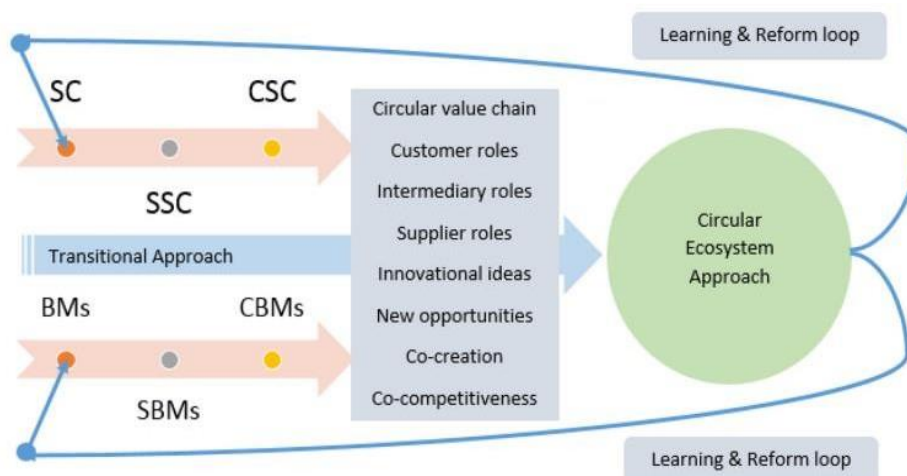 Learning & Reform loop
SC
CSC
SSC
Transitional Approach
BMs
CBMs
SBMs
Circular value chain
Customer roles
Intermediary roles
Supplier roles
Innovational ideas
New opportunities
Co-creation
Co-competitiveness
Circular
Ecosystem
Approach
Learning & Reform loop